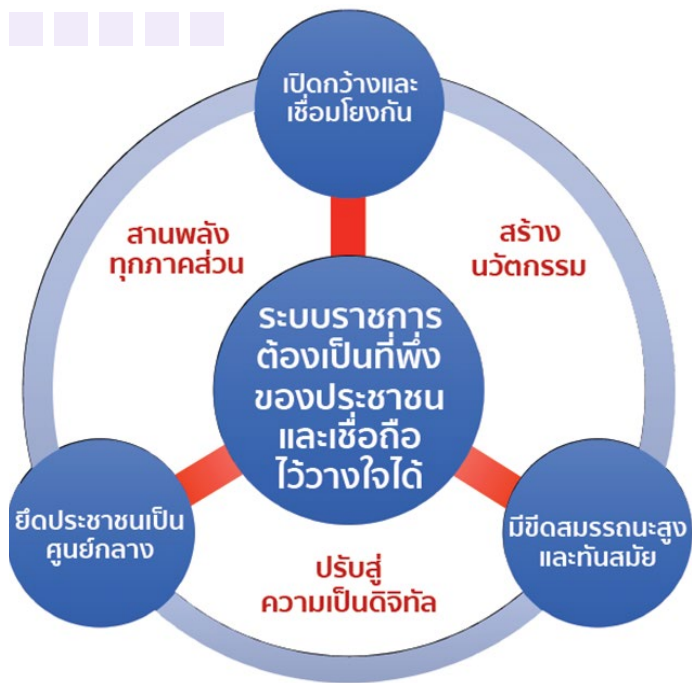 เปิดกว้างและ
เชื่อมโยงกัน
สานพลัง
ทุกภาคส่วน
สร้าง
นวัตกรรม
ระบบราชการ
ต้องเป็นที่พึ่ง
ของประชาชน
และเชื่อถือ
ไว้วางใจได้
ยึดประชาชนเป็น
ศูนย์กลาง
มีขีดสมรรถนะสูง
และทันสมัย
ปรับสู่
ความเป็นดิจิทัล